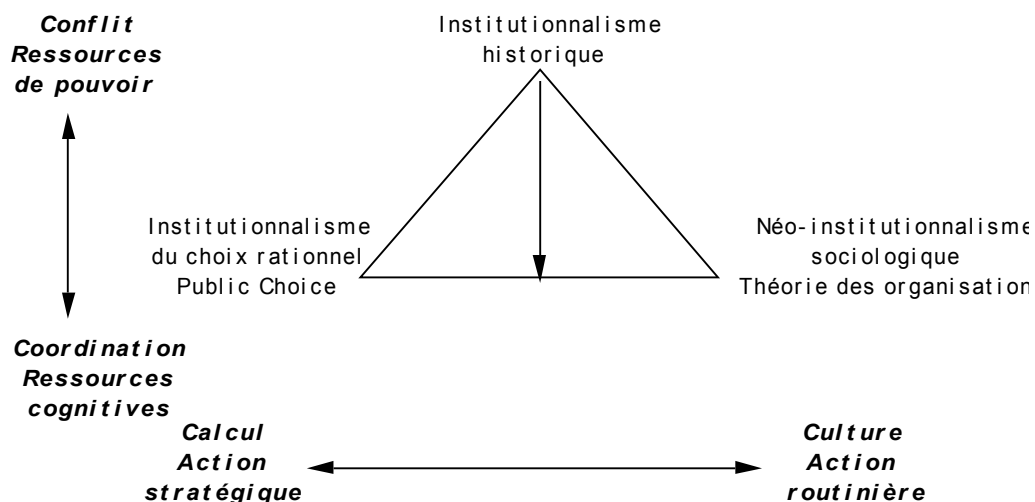 Conflit
Ressources
de pouvoir
Institutionnalisme
historique
Institutionnalisme
du choix rationnel
Public Choice
Néo-institutionnalisme
sociologique
Théorie des organisation
Coordination
Ressources
cognitives
Calcul
Action
stratégique
Culture
Action
routinière